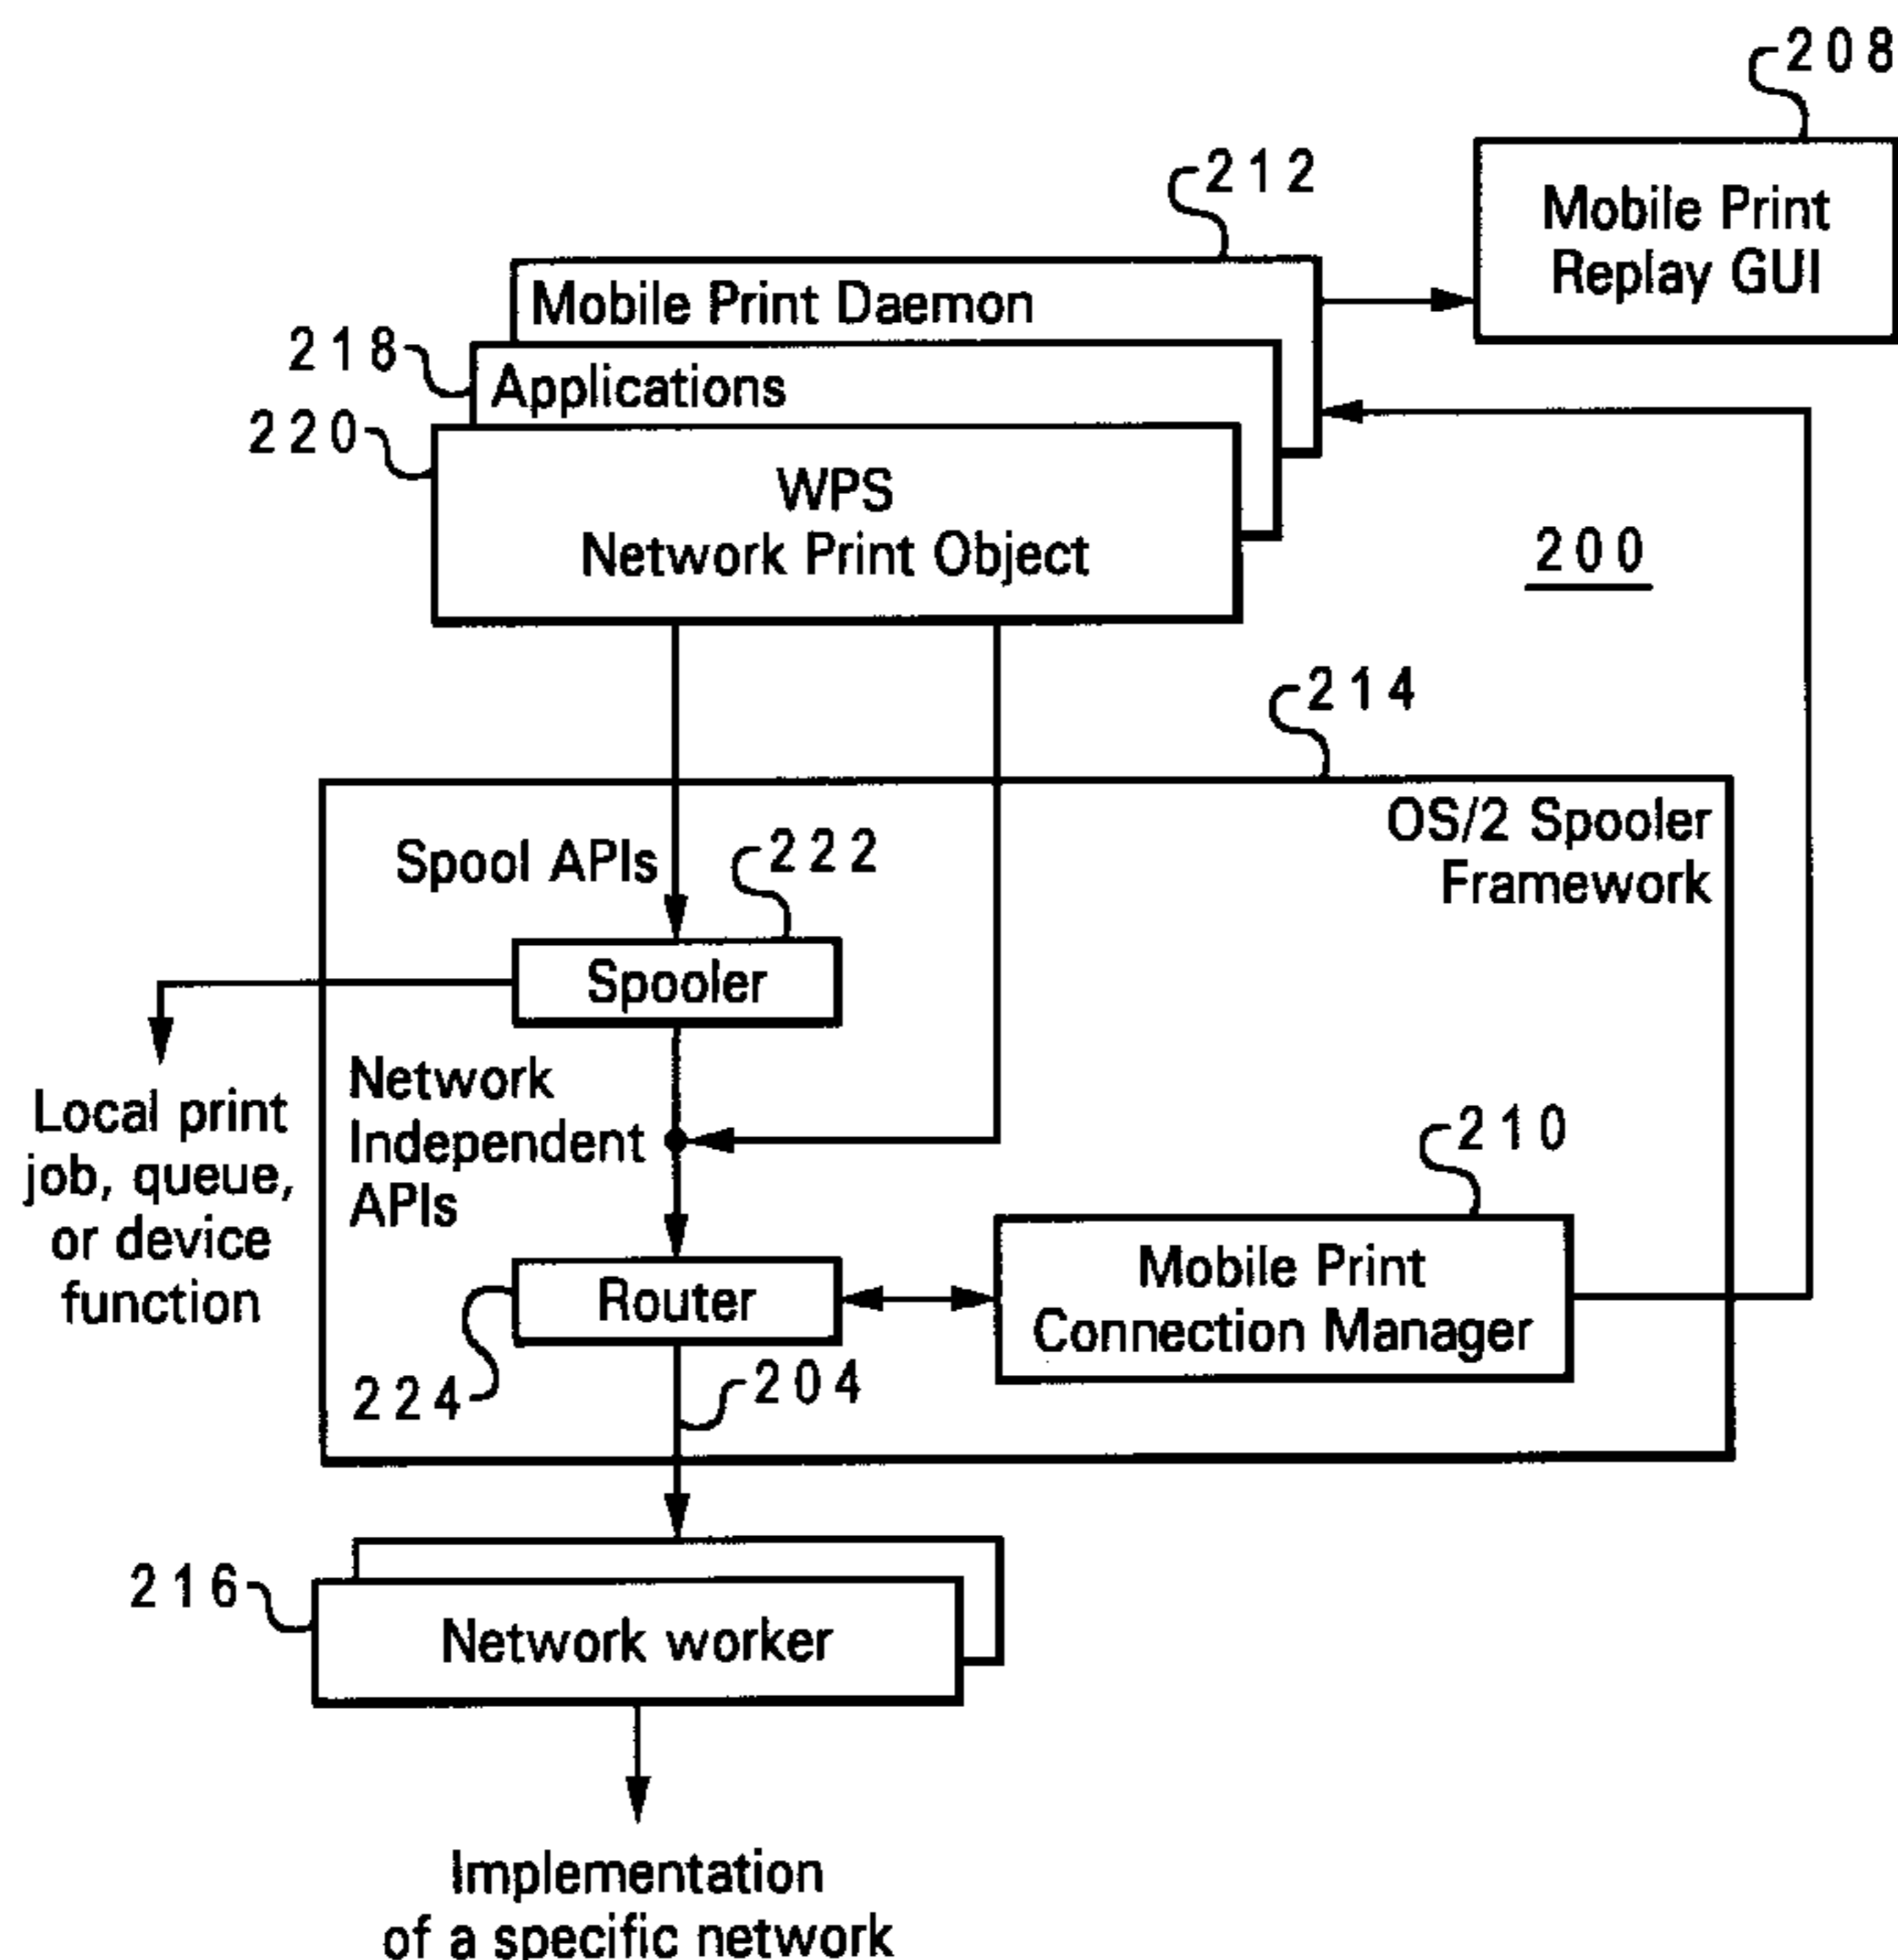 208
Mobile Print
Replay GUI
212
Mobile Print Daemon
218
Applications
220
WPS
Network Print Object
200
214
OS/2 Spooler
Framework
Spool APIs
222
Spooler
Local print
job, queue,
or device
function
Network
Independent
APIs
210
Mobile Print
Connection Manager
Router
224
204
216
Network worker
Implementation
of a specific network